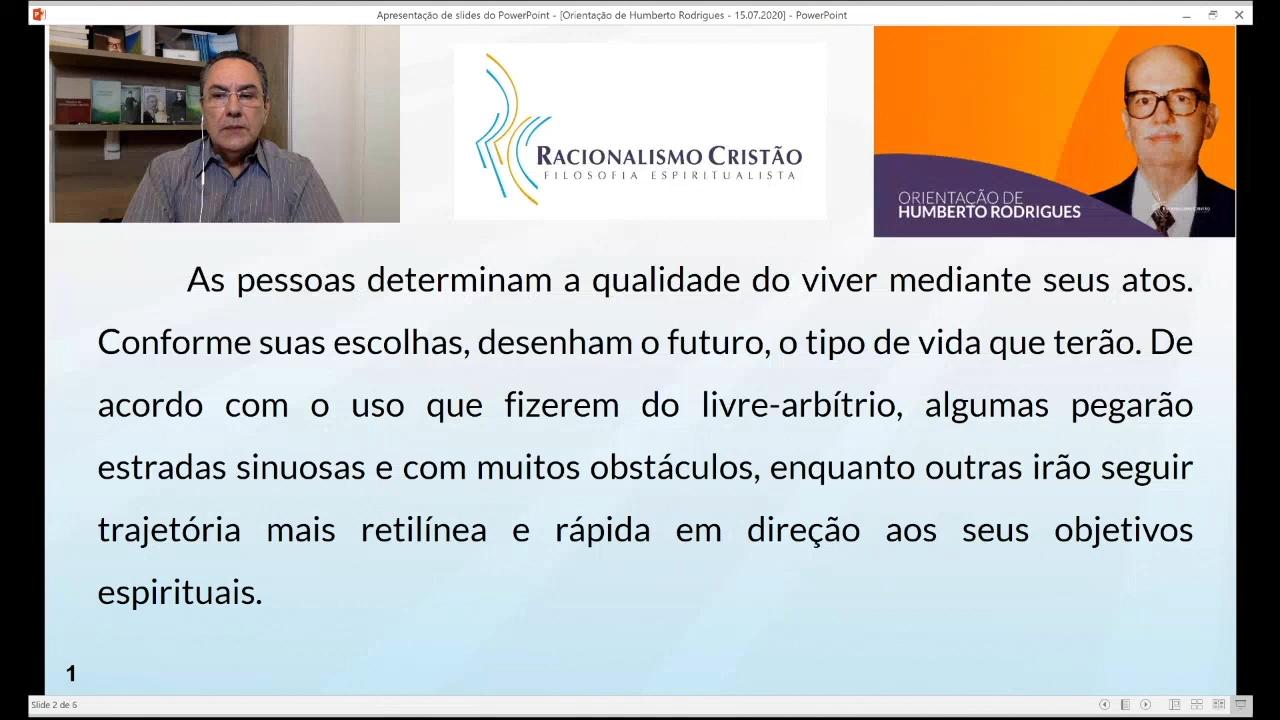 Apresentação de slides do PowerPoint - [Orientação de Humberto Rodrigues - 15.07.2020] - PowerPoint
RACIONALISMO CRISTÃO
FILOSOFIA ESPIRITUALISTA
ORIENTAÇÃO DE
HUMBERTO RODRIGUES
As pessoas determinam a qualidade do viver mediante seus atos.
Conforme suas escolhas, desenham o futuro, o tipo de vida que terão. De
acordo com o uso que fizerem do livre-arbítrio, algumas pegarão
estradas sinuosas e com muitos obstáculos, enquanto outras irão seguir
trajetória mais retilínea e rápida em direção aos seus objetivos
espirituais.
1
Slide 2 de 6